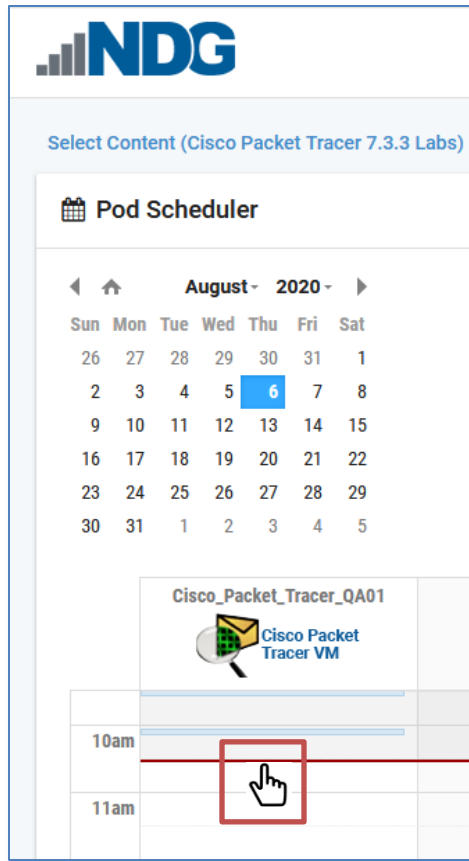 NDG
Select Content (Cisco Packet Tracer 7.3.3 Labs)
Pod Scheduler
August 2020
Sun Mon Tue Wed Thu Fri Sat
26 27 28 29 30 31 1
2 3 4 5 6 7 8
9 10 11 12 13 14 15
16 17 18 19 20 21 22
23 24 25 26 27 28 29
30 31 1 2 3 4 5
Cisco_Packet_Tracer_QA01
Cisco Packet
Tracer VM
10am
11am